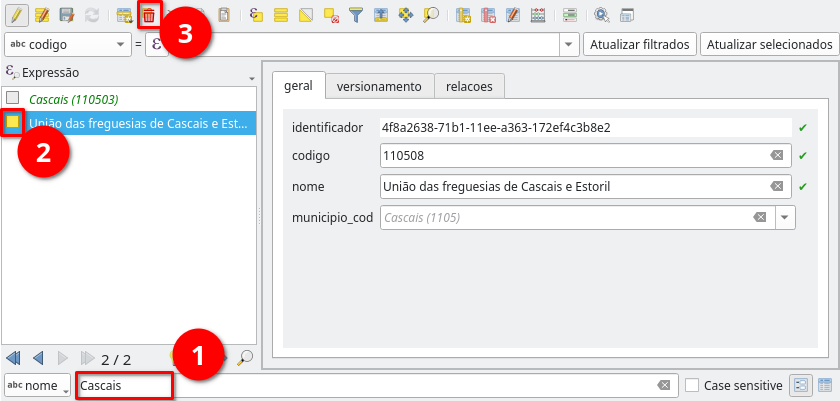 3
abc codigo = ε Atualizar filtrados Atualizar selecionados
Expressão
geral versionamento relacoes
Cascais (110503)
União das freguesias de Cascais e Est...
2
identificador 4f8a2638-71b1-11ee-a363-172ef4c3b8e2
codigo 110508
nome União das freguesias de Cascais e Estoril
municipio_cod Cascais (1105)
2 / 2
1
abc nome Cascais Case sensitive